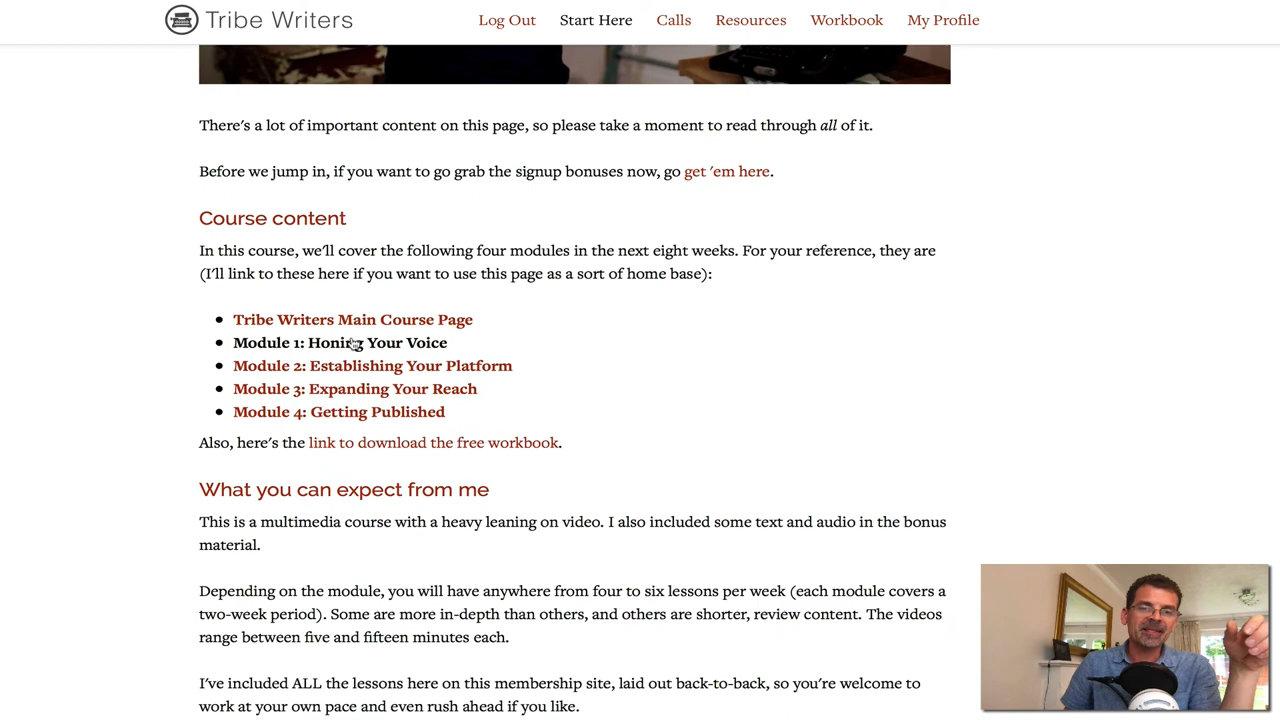 Tribe Writers
Log Out Start Here Calls Resources Workbook My Profile
There's a lot of important content on this page, so please take a moment to read through all of it.
Before we jump in, if you want to go grab the signup bonuses now, go get 'em here.
Course content
In this course, we'll cover the following four modules in the next eight weeks. For your reference, they are
(I'll link to these here if you want to use this page as a sort of home base):
Tribe Writers Main Course Page
Module 1: Honing Your Voice
Module 2: Establishing Your Platform
Module 3: Expanding Your Reach
Module 4: Getting Published
Also, here's the link to download the free workbook.
What you can expect from me
This is a multimedia course with a heavy leaning on video. I also included some text and audio in the bonus
material.
Depending on the module, you will have anywhere from four to six lessons per week (each module covers a
two-week period). Some are more in-depth than others, and others are shorter, review content. The videos
range between five and fifteen minutes each.
I've included ALL the lessons here on this membership site, laid out back-to-back, so you're welcome to
work at your own pace and even rush ahead if you like.